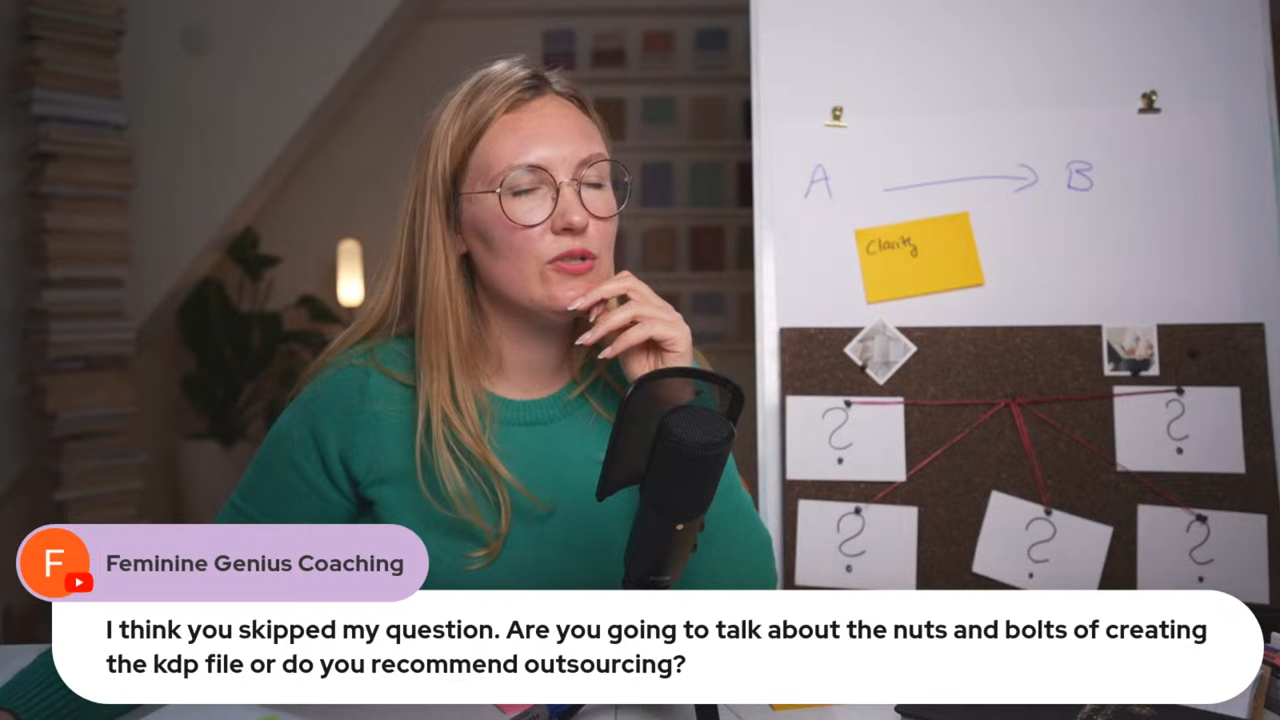 A → B
Clarity
?
?
?
?
?
F
Feminine Genius Coaching
I think you skipped my question. Are you going to talk about the nuts and bolts of creating
the kdp file or do you recommend outsourcing?